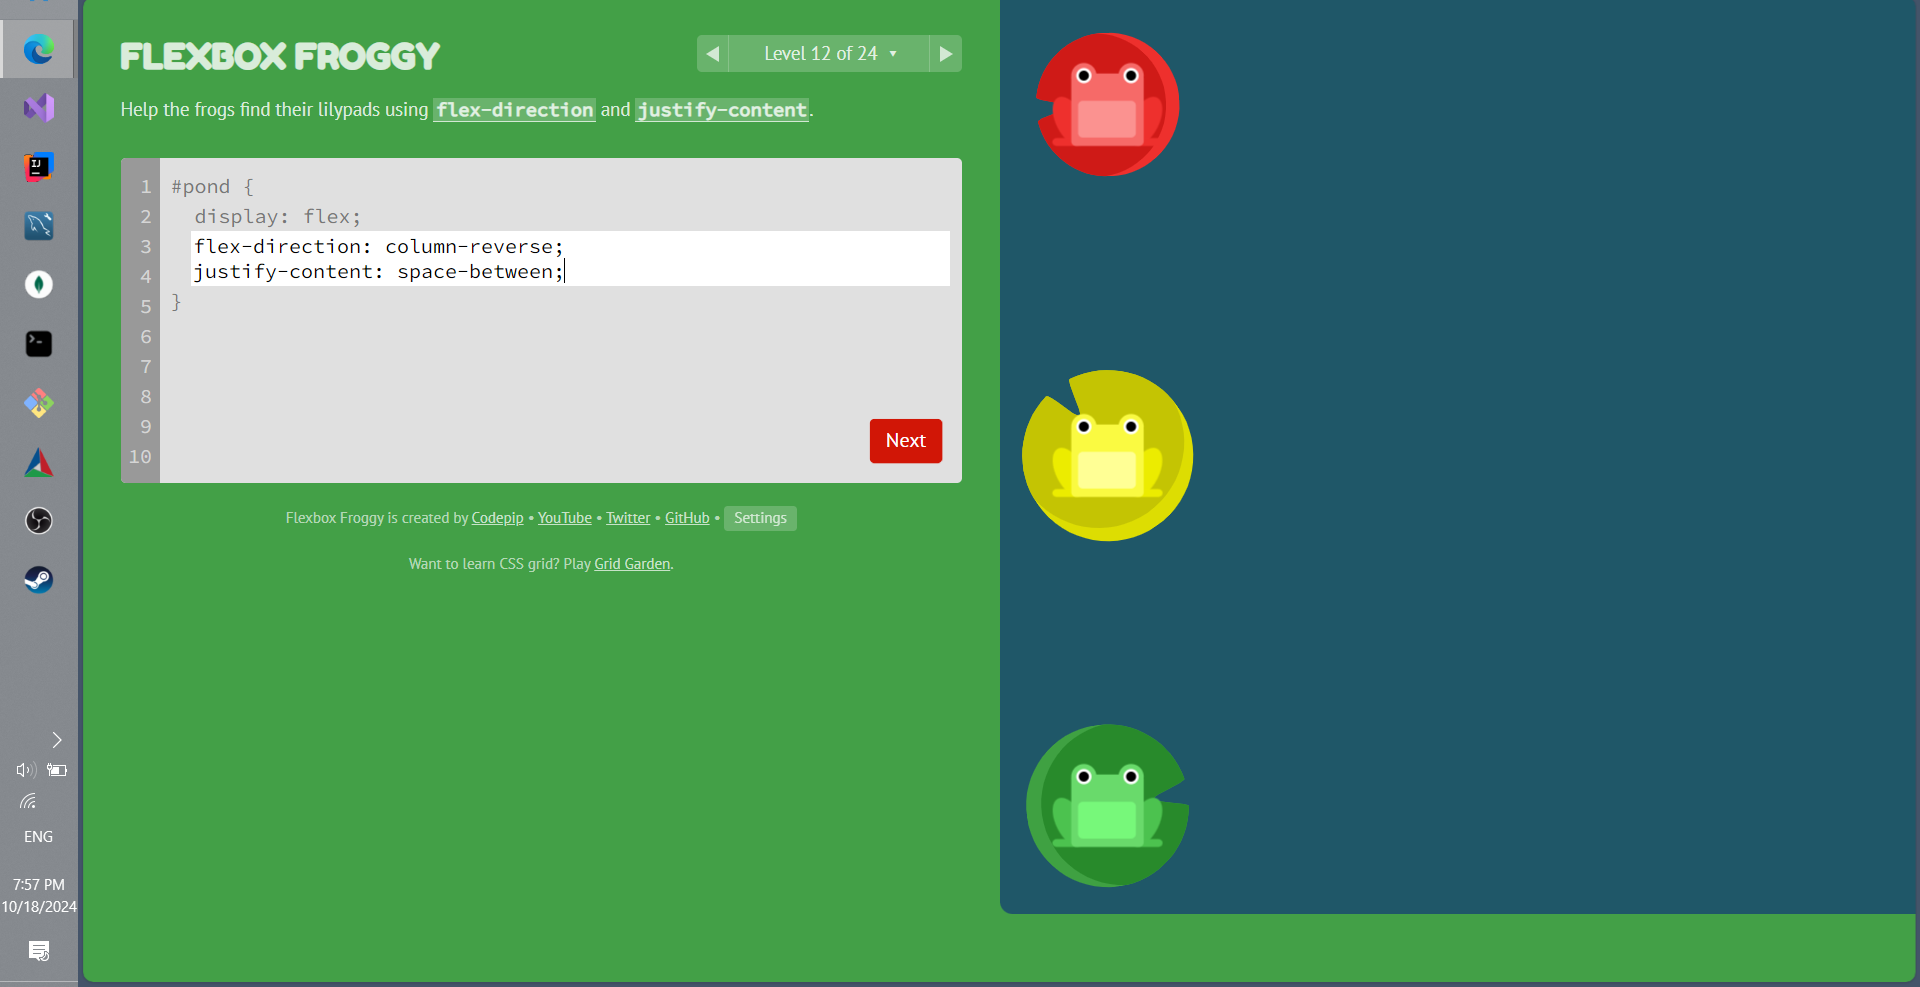 FLEXBOX FROGGY
Level 12 of 24
Help the frogs find their lilypads using flex-direction and justify-content.
1 #pond {
2 display: flex;
3 flex-direction: column-reverse;
4 justify-content: space-between;
5 }
6
7
8
9
10
Next
Flexbox Froggy is created by Codepip • YouTube • Twitter • GitHub • Settings
Want to learn CSS grid? Play Grid Garden.
IJ
ENG
7:57 PM
10/18/2024